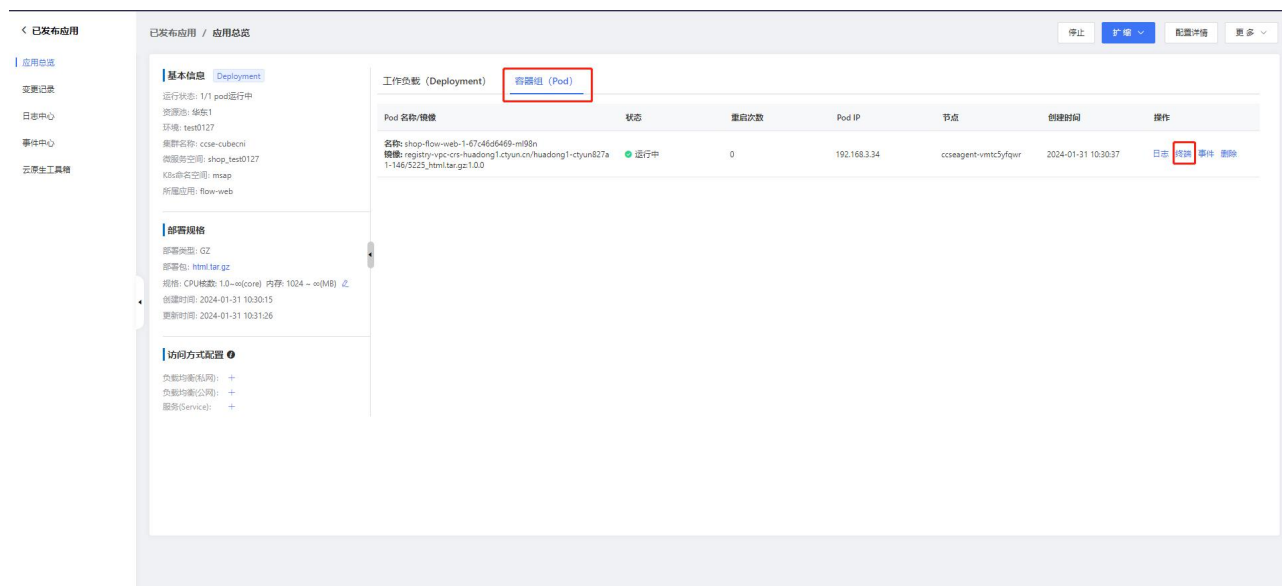 已发布应用
应用总览
变更记录
日志中心
事件中心
云原生工具箱
已发布应用 / 应用总览
停止
扩缩
配置详情
更多
基本信息 Deployment
运行状态: 1/1 pod运行中
资源池: 华东1
环境: test0127
集群名称: ccse-cubecni
微服务空间: shop_test0127
K8s命名空间: msap
所属应用: flow-web
部署规格
部署类型: GZ
部署包: html.tar.gz
规格: CPU核数: 1.0~∞(core) 内存: 1024 ~ ∞(MB)
创建时间: 2024-01-31 10:30:15
更新时间: 2024-01-31 10:31:26
访问方式配置
负载均衡(私网): +
负载均衡(公网): +
服务(Service): +
工作负载（Deployment） 容器组（Pod）
Pod 名称/镜像 状态 重启次数 Pod IP 节点 创建时间 操作
名称: shop-flow-web-1-67c46d6469-ml98n
镜像: registry-vpc-crs-huadong1.ctyun.cn/huadong1-ctyun827a
1-146/5225_html.tar.gz:1.0.0
运行中 0 192.168.3.34 ccseagent-vmtc5yfqwr 2024-01-31 10:30:37 日志 终端 事件 删除